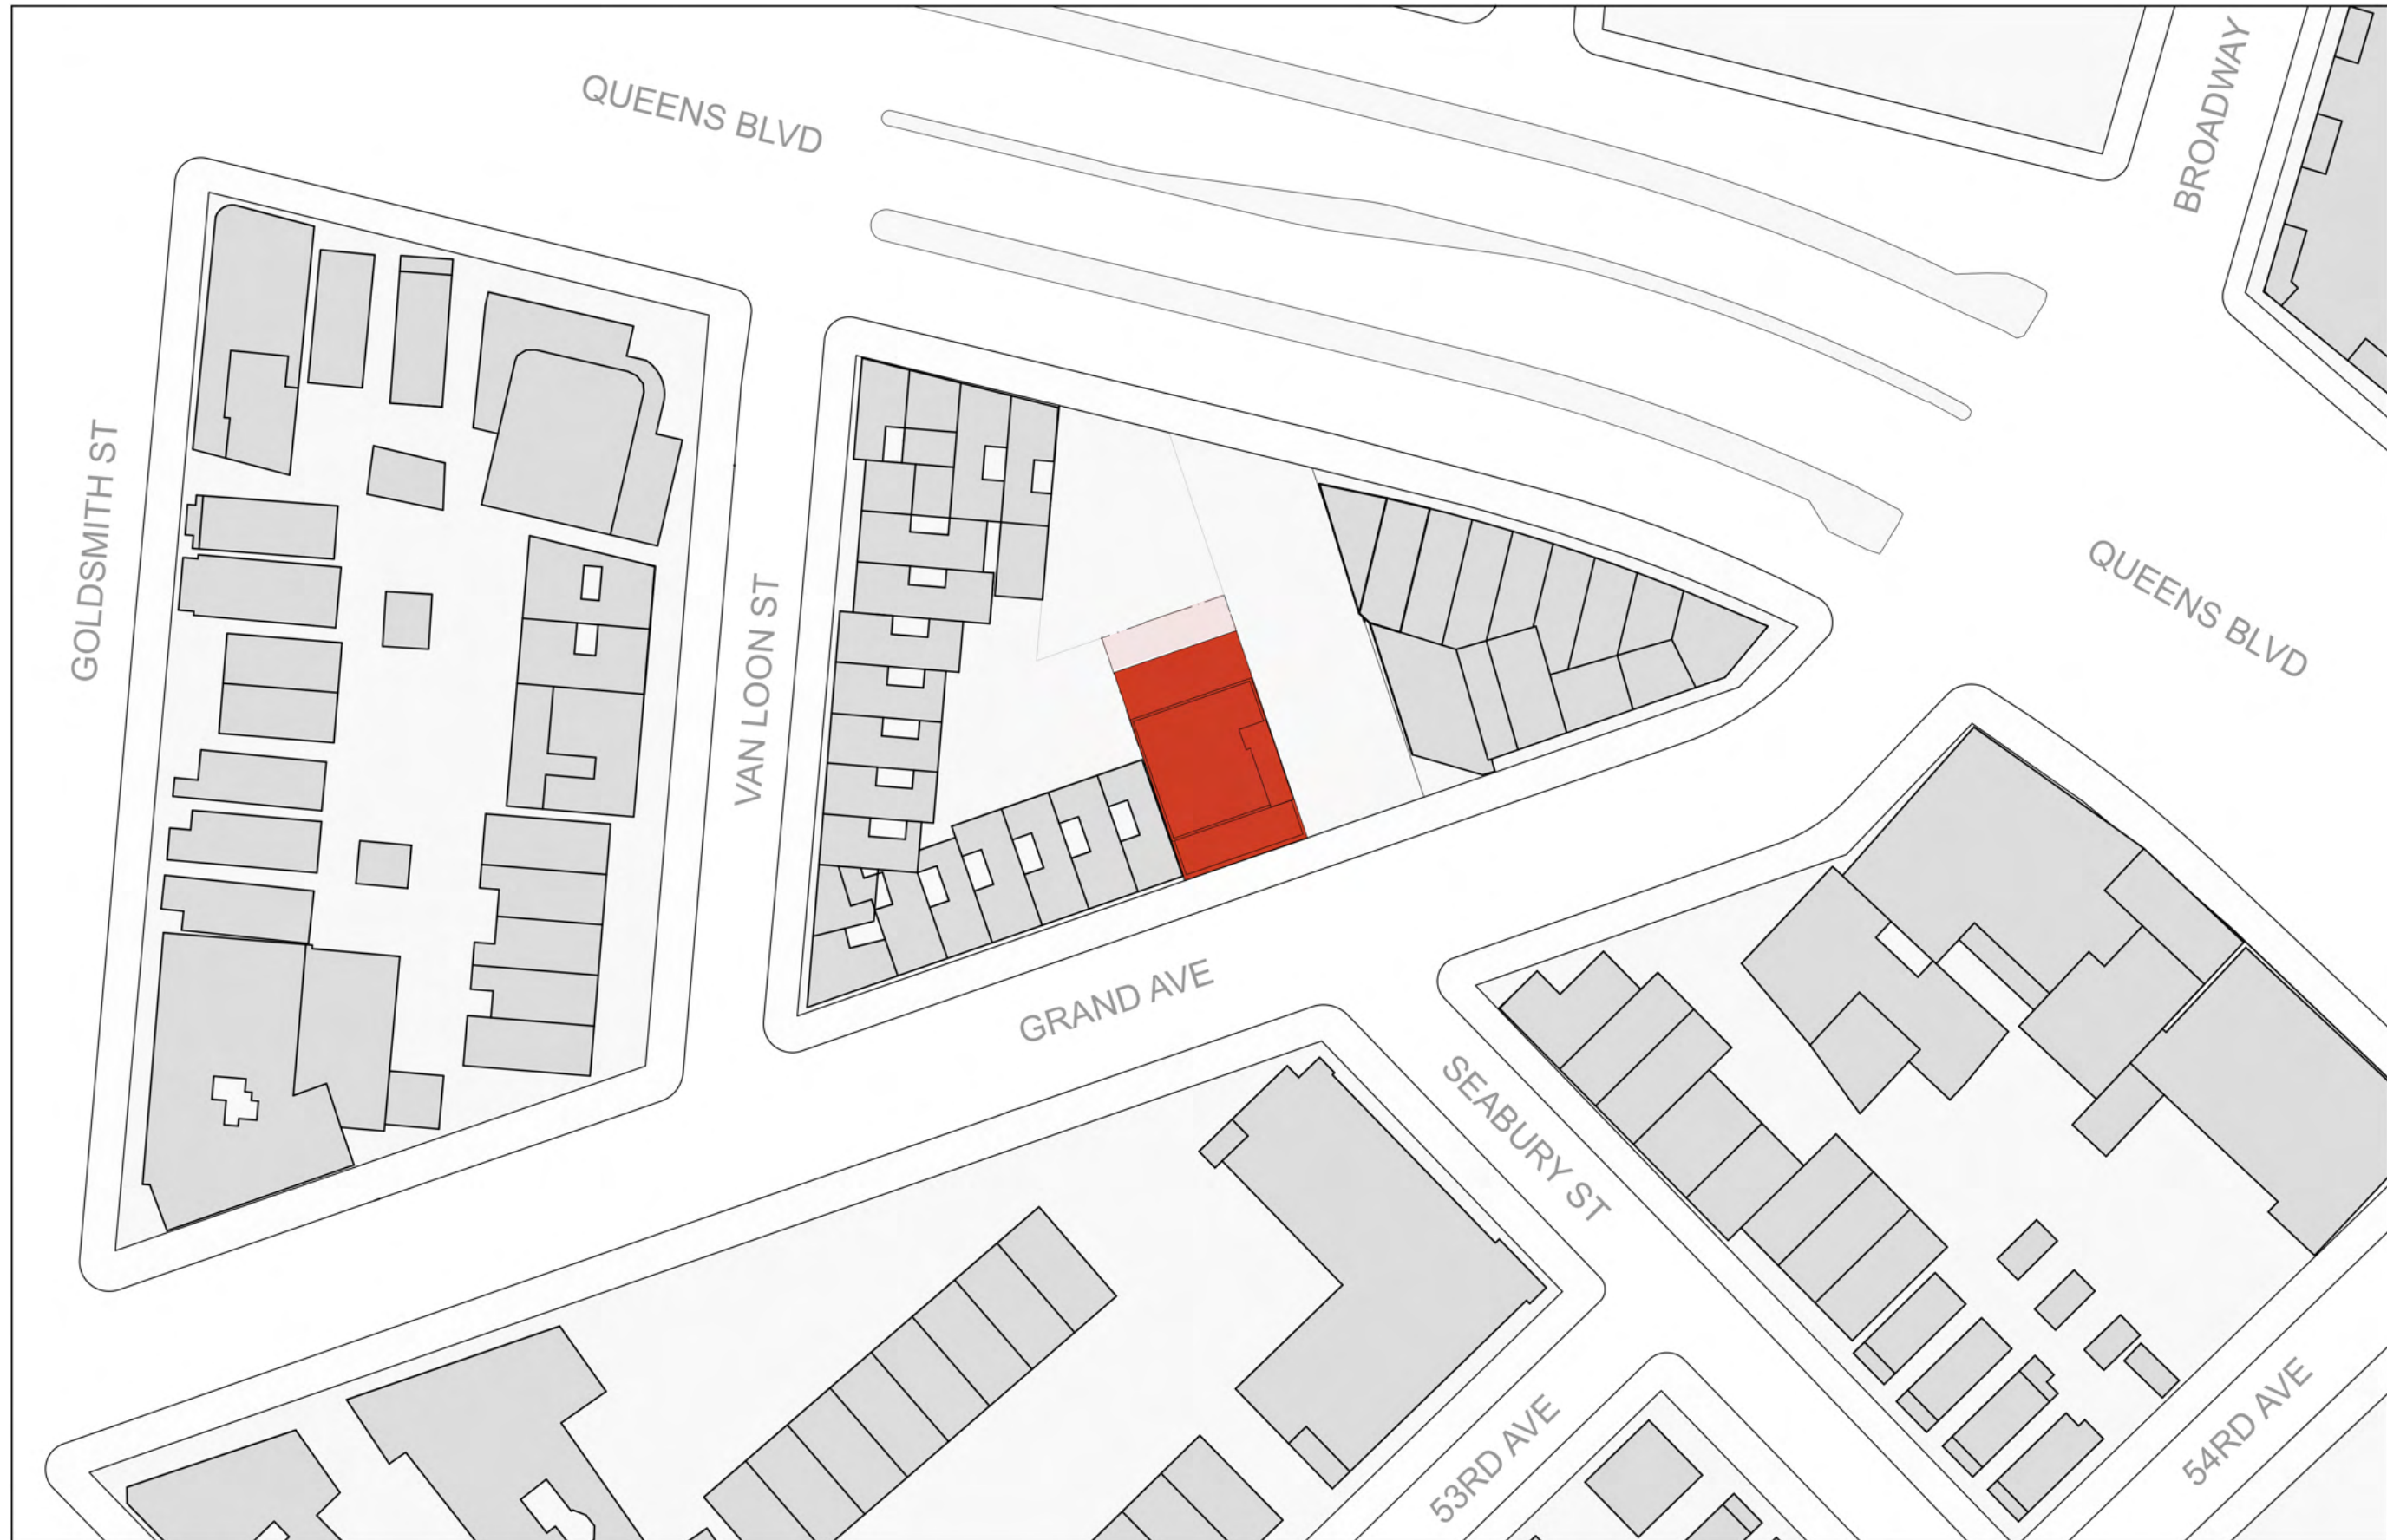 QUEENS BLVD
BROADWAY
GOLDSMITH ST
VAN LOON ST
QUEENS BLVD
GRAND AVE
SEABURY ST
53RD AVE
54RD AVE